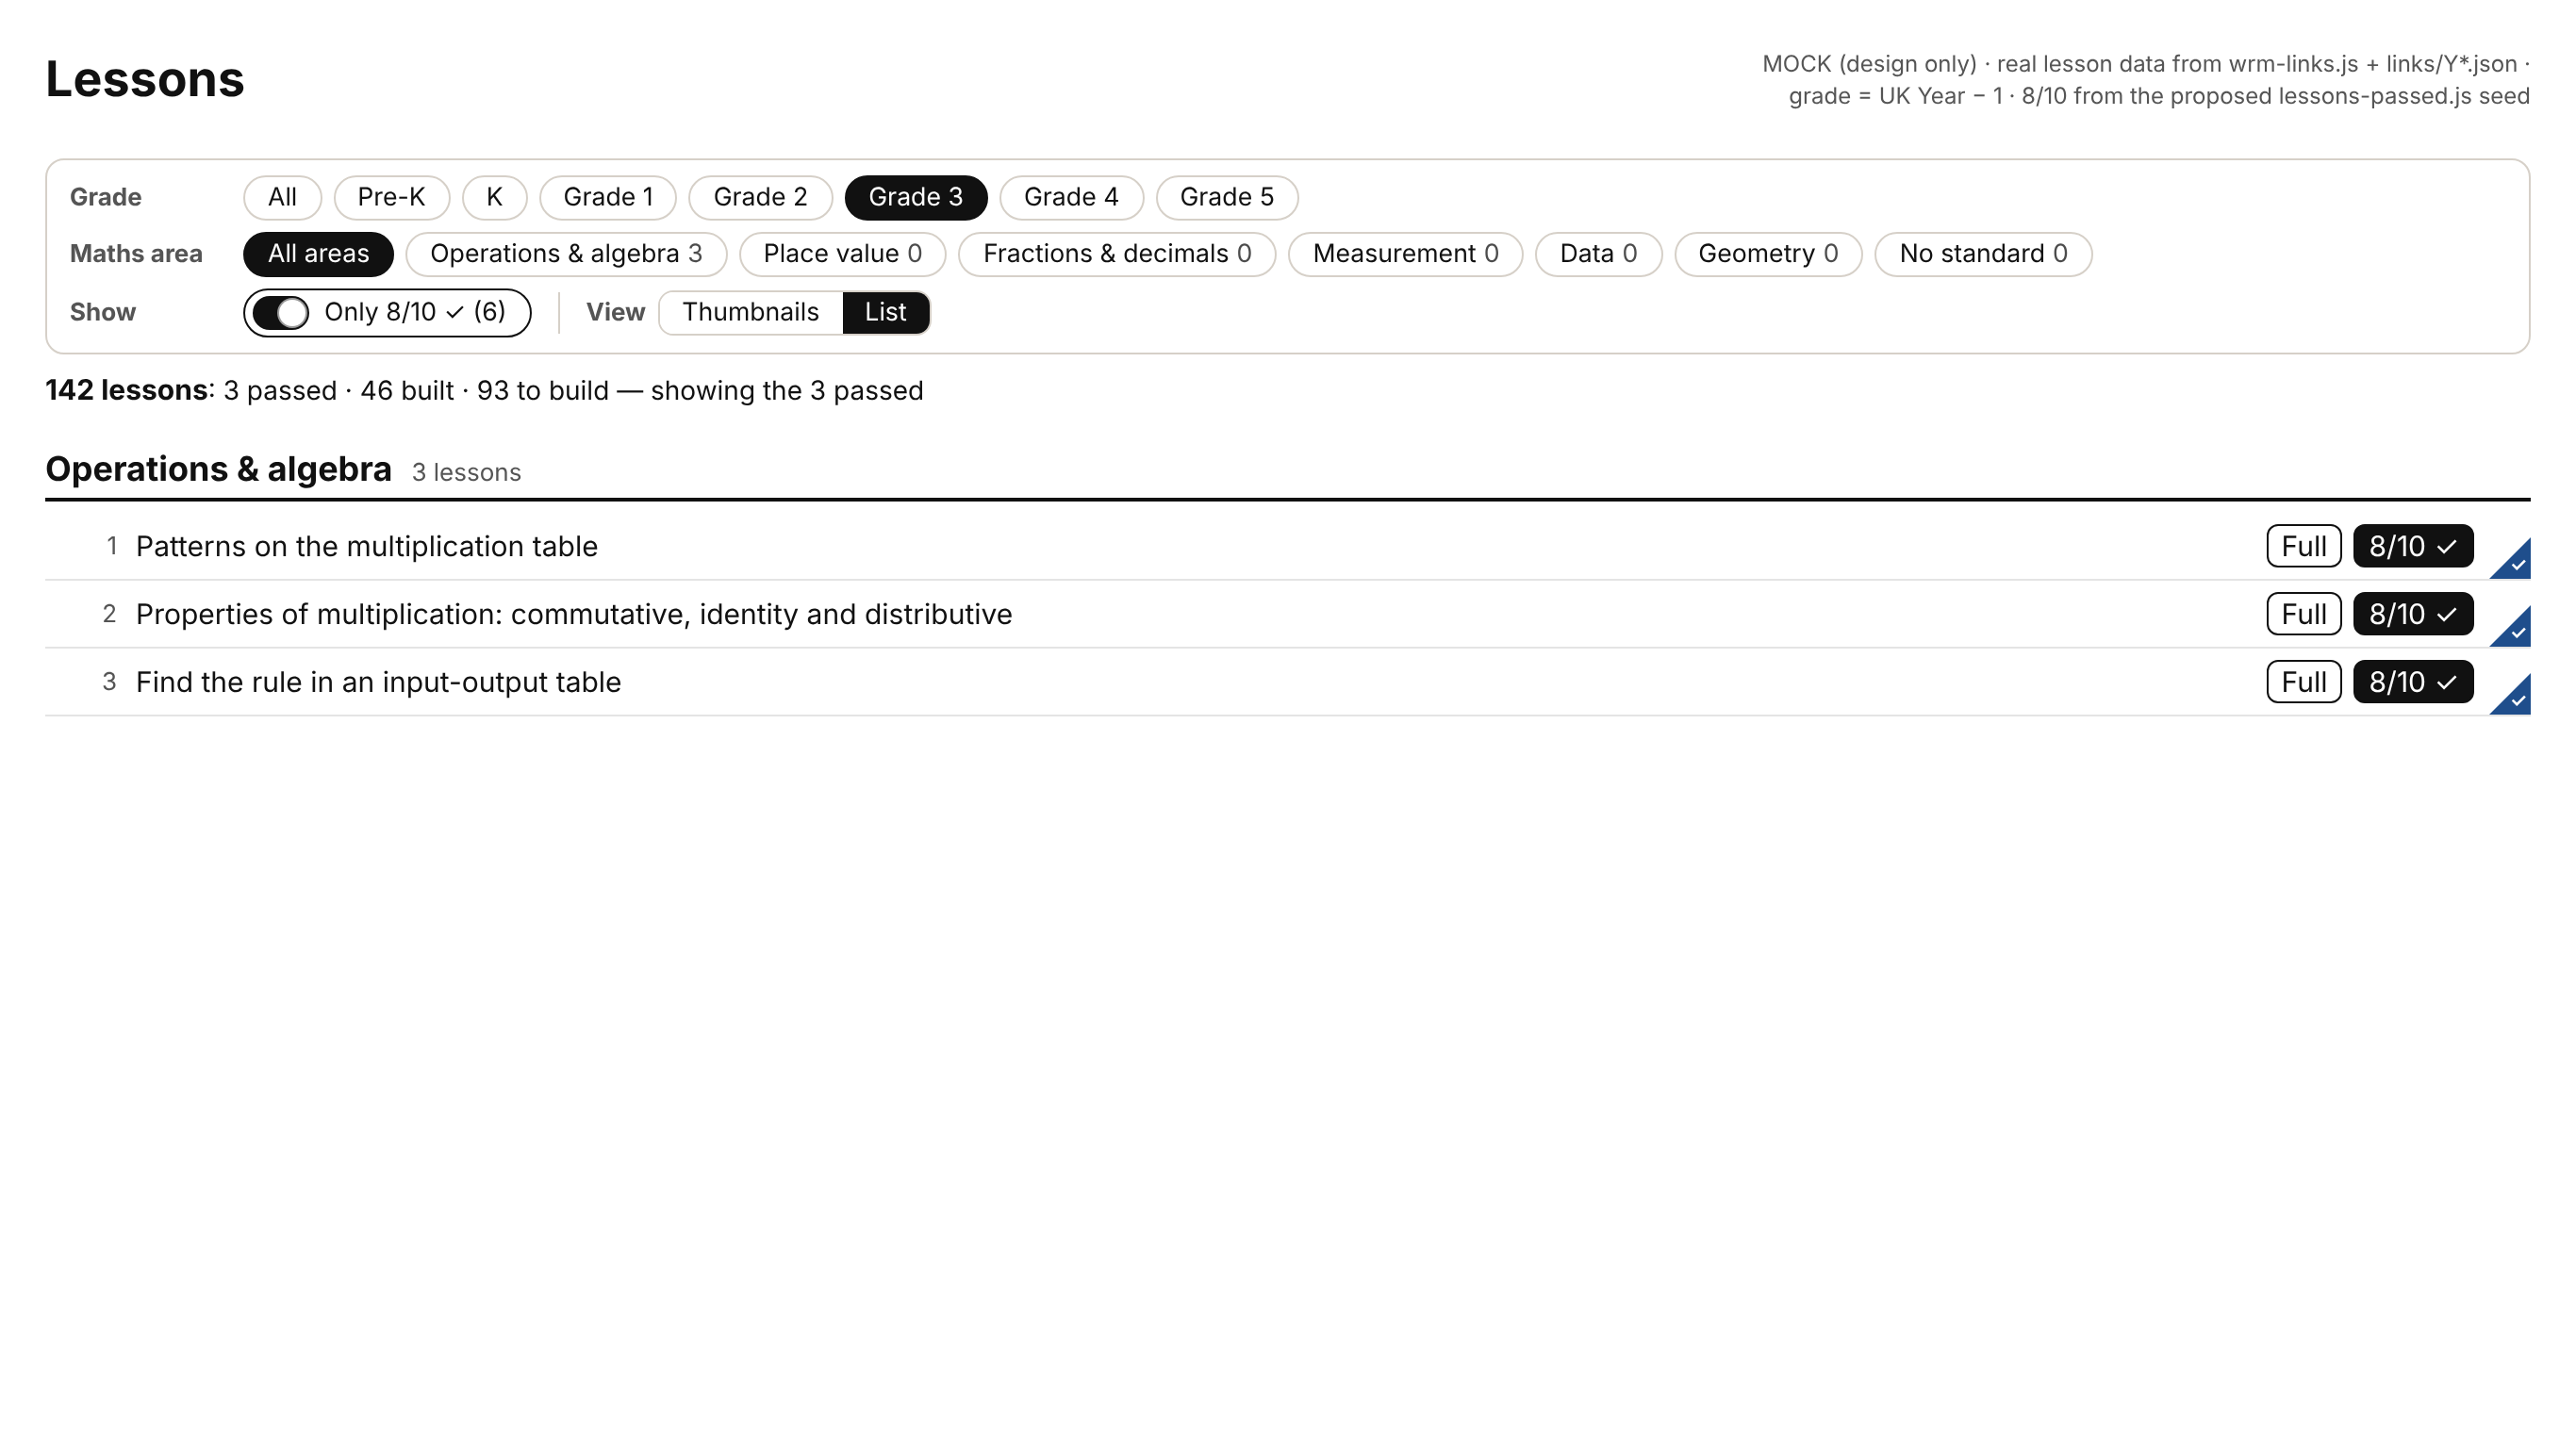 Lessons
MOCK (design only) · real lesson data from wrm-links.js + links/Y*.json ·
grade = UK Year − 1 · 8/10 from the proposed lessons-passed.js seed
Grade All Pre-K K Grade 1 Grade 2 Grade 3 Grade 4 Grade 5
Maths area All areas Operations & algebra 3 Place value 0 Fractions & decimals 0 Measurement 0 Data 0 Geometry 0 No standard 0
Show Only 8/10 ✓ (6) View Thumbnails List
142 lessons: 3 passed · 46 built · 93 to build — showing the 3 passed
Operations & algebra 3 lessons
1 Patterns on the multiplication table Full 8/10 ✓ ✓
2 Properties of multiplication: commutative, identity and distributive Full 8/10 ✓ ✓
3 Find the rule in an input-output table Full 8/10 ✓ ✓